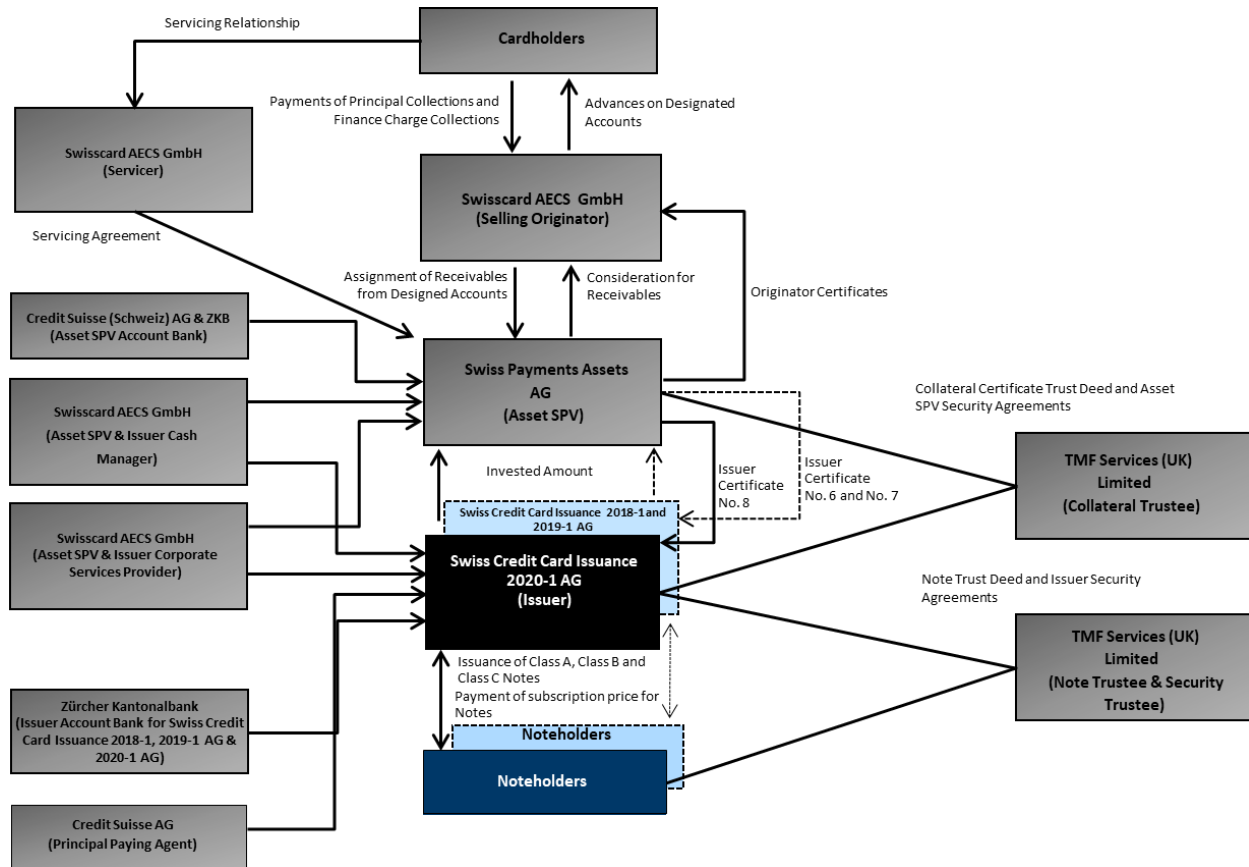 Servicing Relationship
Cardholders
Payments of Principal Collections and
Finance Charge Collections
Advances on Designated
Accounts
Swisscard AECS GmbH
(Servicer)
Swisscard AECS GmbH
(Selling Originator)
Servicing Agreement
Assignment of Receivables
from Designed Accounts
Consideration for
Receivables
Originator Certificates
Credit Suisse (Schweiz) AG & ZKB
(Asset SPV Account Bank)
Swiss Payments Assets
AG
(Asset SPV)
Collateral Certificate Trust Deed and Asset
SPV Security Agreements
Swisscard AECS GmbH
(Asset SPV & Issuer Cash
Manager)
Invested Amount
Issuer
Certificate
No. 8
Issuer
Certificate
No. 6 and No. 7
TMF Services (UK)
Limited
(Collateral Trustee)
Swiss Credit Card Issuance 2018-1 and
2019-1 AG
Swisscard AECS GmbH
(Asset SPV & Issuer Corporate
Services Provider)
Swiss Credit Card Issuance
2020-1 AG
(Issuer)
Note Trust Deed and Issuer Security
Agreements
TMF Services (UK)
Limited
(Note Trustee & Security
Trustee)
Issuance of Class A, Class B and
Class C Notes
Payment of subscription price for
Notes
Zürcher Kantonalbank
(Issuer Account Bank for Swiss Credit
Card Issuance 2018-1, 2019-1 AG &
2020-1 AG)
Noteholders
Noteholders
Credit Suisse AG
(Principal Paying Agent)